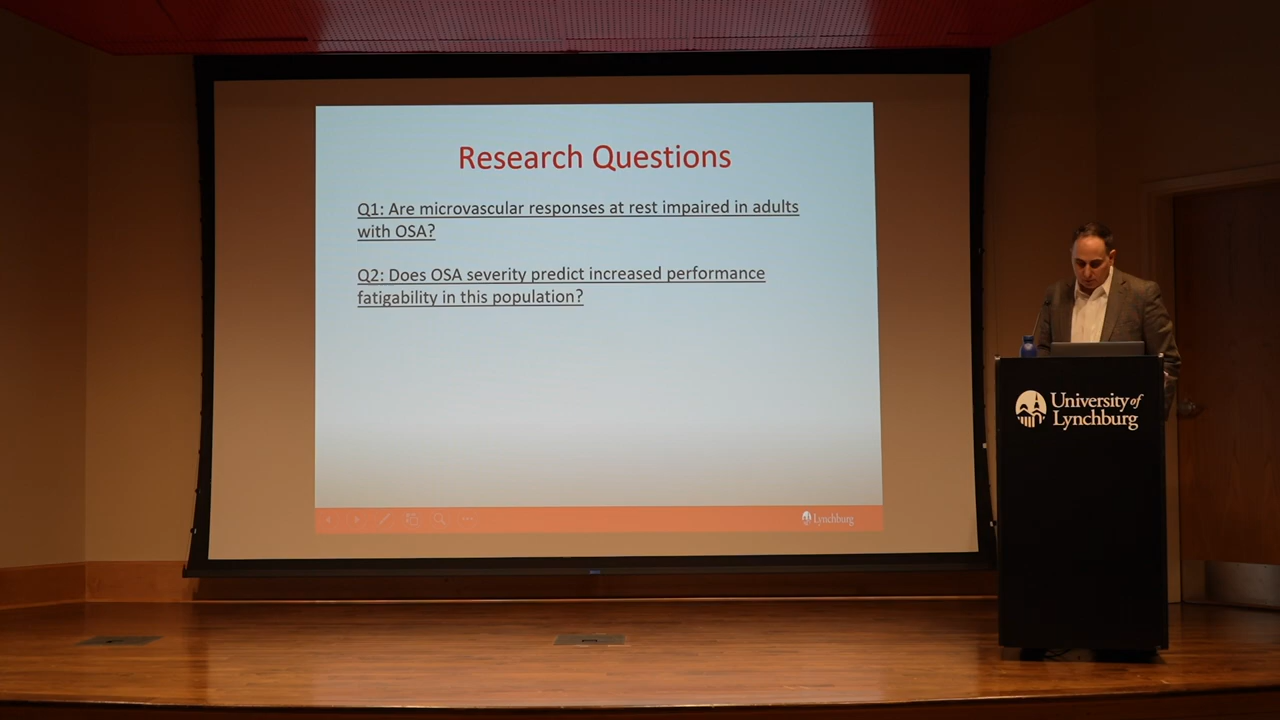 Research Questions
Q1: Are microvascular responses at rest impaired in adults
with OSA?
Q2: Does OSA severity predict increased performance
fatigability in this population?
Lynchburg
University of
Lynchburg